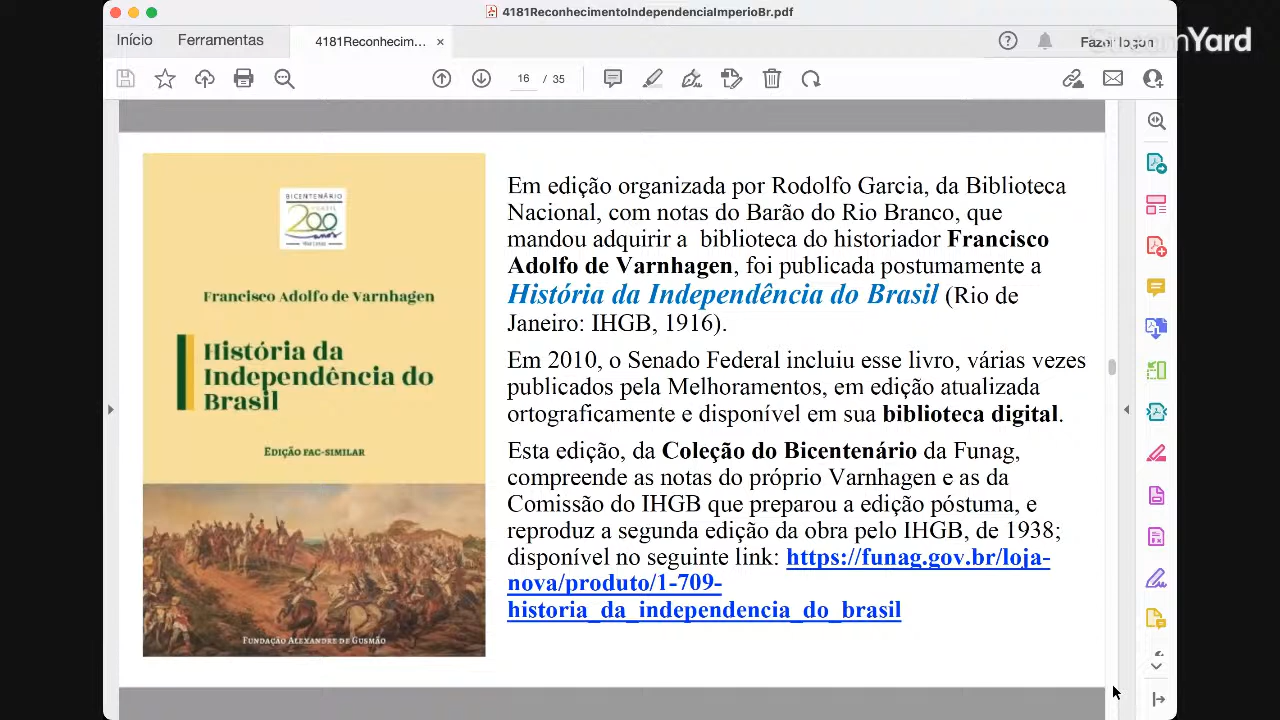 4181ReconhecimentoIndependenciaImperioBr.pdf
Início
Ferramentas
4181Reconhecim...
×
Fazer logon
StreamYard
16 / 35
BICENTENÁRIO
BRASIL
200
anos
Francisco Adolfo de Varnhagen
História da
Independência do
Brasil
Edição fac-similar
Fundação Alexandre de Gusmão
Em edição organizada por Rodolfo Garcia, da Biblioteca
Nacional, com notas do Barão do Rio Branco, que
mandou adquirir a biblioteca do historiador Francisco
Adolfo de Varnhagen, foi publicada postumamente a
História da Independência do Brasil (Rio de
Janeiro: IHGB, 1916).
Em 2010, o Senado Federal incluiu esse livro, várias vezes
publicados pela Melhoramentos, em edição atualizada
ortograficamente e disponível em sua biblioteca digital.
Esta edição, da Coleção do Bicentenário da Funag,
compreende as notas do próprio Varnhagen e as da
Comissão do IHGB que preparou a edição póstuma, e
reproduz a segunda edição da obra pelo IHGB, de 1938;
disponível no seguinte link: https://funag.gov.br/loja-
nova/produto/1-709-
historia_da_independencia_do_brasil